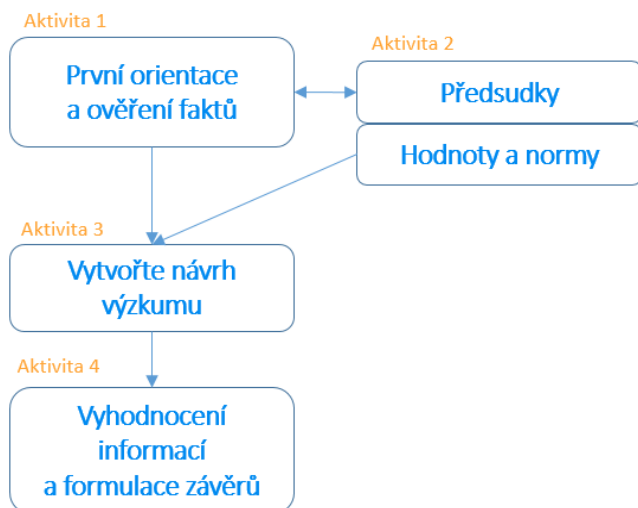 Aktivita 1
První orientace
a ověření faktů
Aktivita 2
Předsudky
Hodnoty a normy
Aktivita 3
Vytvořte návrh
výzkumu
Aktivita 4
Vyhodnocení
informací
a formulace závěrů